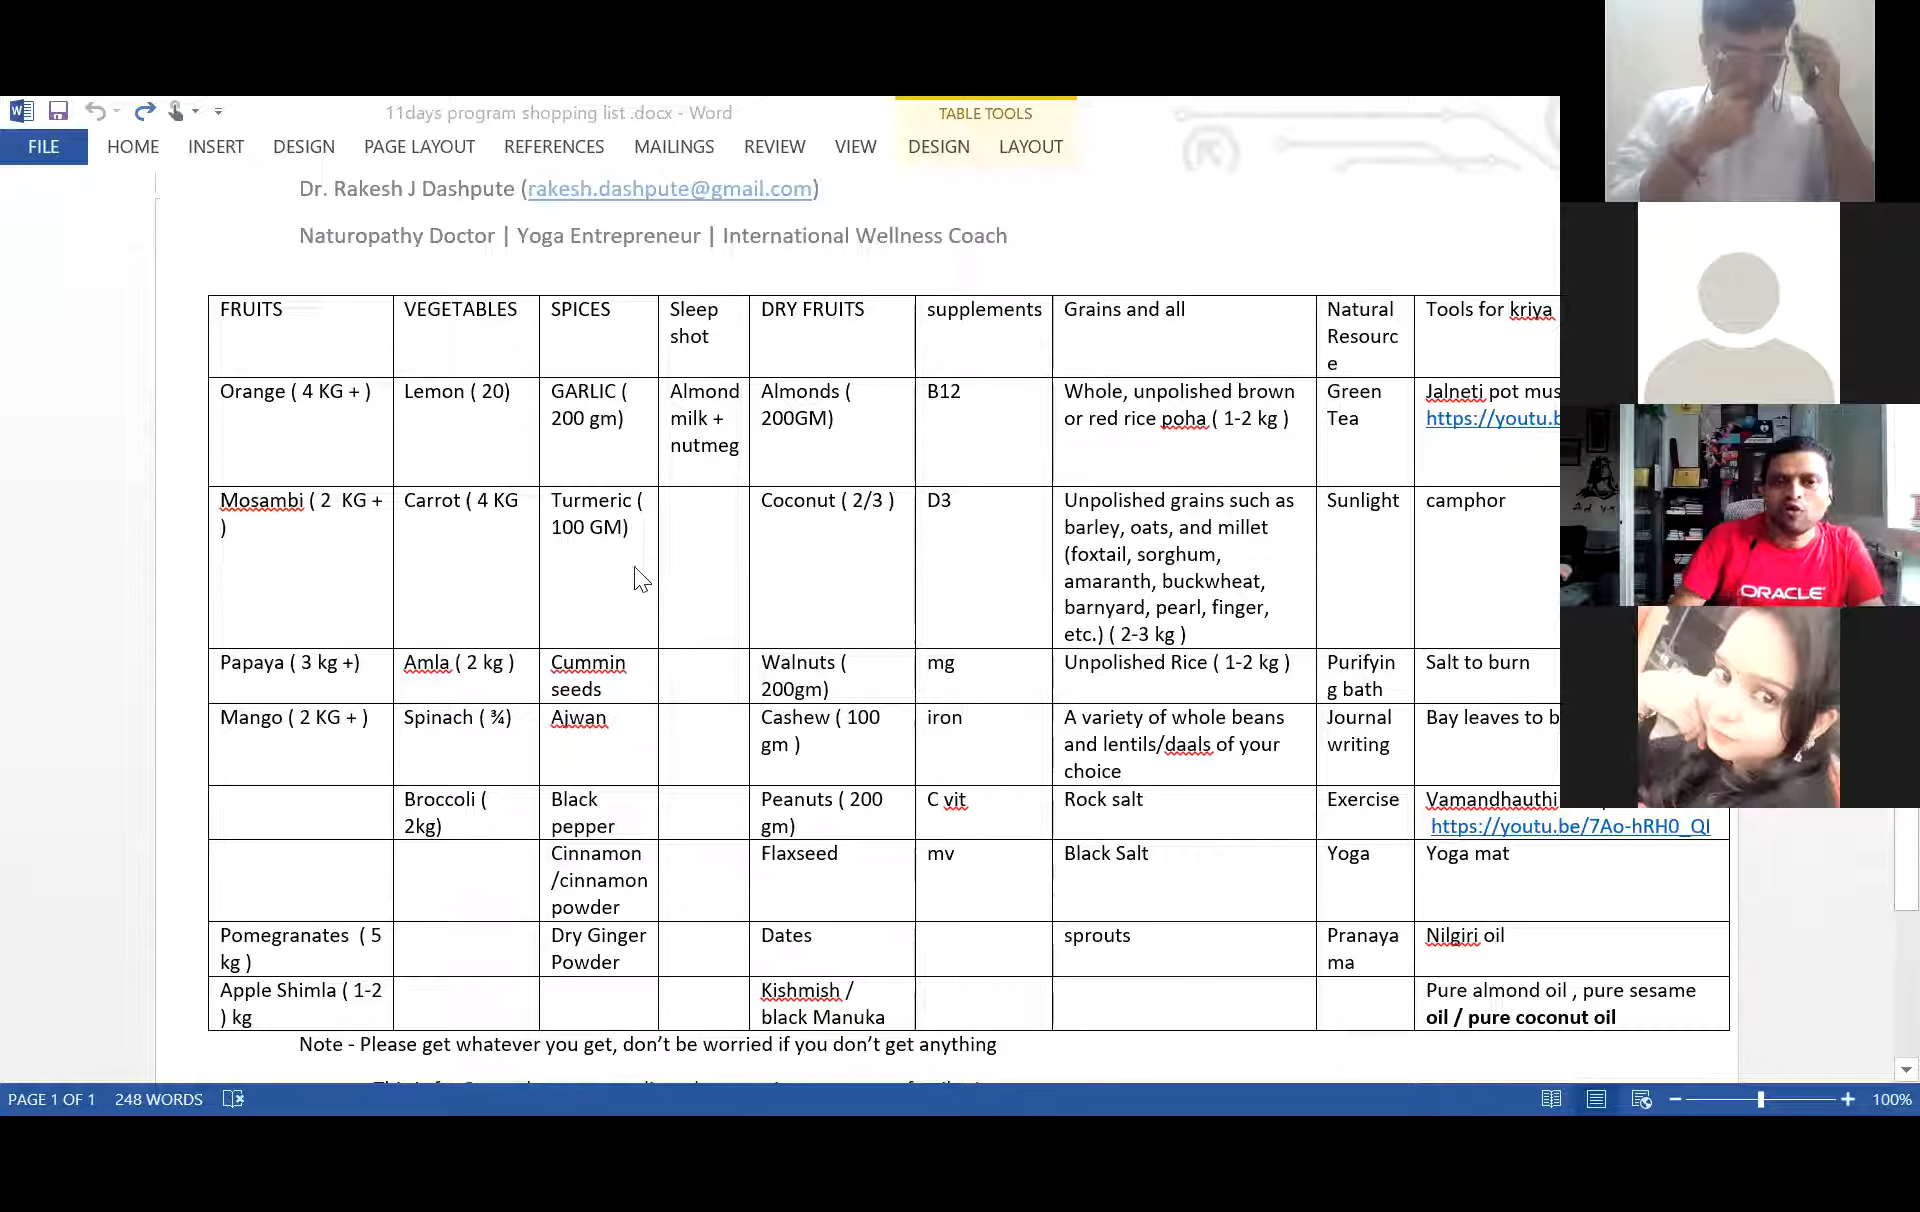 11days program shopping list .docx - Word
TABLE TOOLS
FILE
HOME
INSERT
DESIGN
PAGE LAYOUT
REFERENCES
MAILINGS
REVIEW
VIEW
DESIGN
LAYOUT
Dr. Rakesh J Dashpute (rakesh.dashpute@gmail.com)
Naturopathy Doctor | Yoga Entrepreneur | International Wellness Coach
FRUITS
VEGETABLES
SPICES
Sleep
shot
DRY FRUITS
supplements
Grains and all
Natural
Resourc
e
Tools for kriya
Orange ( 4 KG + )
Lemon ( 20)
GARLIC (
200 gm)
Almond
milk +
nutmeg
Almonds (
200GM)
B12
Whole, unpolished brown
or red rice poha ( 1-2 kg )
Green
Tea
Jalneti pot mus
https://youtu.b
Mosambi ( 2  KG +
)
Carrot ( 4 KG
Turmeric (
100 GM)
Coconut ( 2/3 )
D3
Unpolished grains such as
barley, oats, and millet
(foxtail, sorghum,
amaranth, buckwheat,
barnyard, pearl, finger,
etc.) ( 2-3 kg )
Sunlight
camphor
Papaya ( 3 kg +)
Amla ( 2 kg )
Cummin
seeds
Walnuts (
200gm)
mg
Unpolished Rice ( 1-2 kg )
Purifyin
g bath
Salt to burn
Mango ( 2 KG + )
Spinach ( ¾)
Ajwan
Cashew ( 100
gm )
iron
A variety of whole beans
and lentils/daals of your
choice
Journal
writing
Bay leaves to b
Broccoli (
2kg)
Black
pepper
Peanuts ( 200
gm)
C vit
Rock salt
Exercise
Vamandhauthi
https://youtu.be/7Ao-hRH0_QI
Cinnamon
/cinnamon
powder
Flaxseed
mv
Black Salt
Yoga
Yoga mat
Pomegranates  ( 5
kg )
Dry Ginger
Powder
Dates
sprouts
Pranaya
ma
Nilgiri oil
Apple Shimla ( 1-2
) kg
Kishmish /
black Manuka
Pure almond oil , pure sesame
oil / pure coconut oil
Note - Please get whatever you get, don’t be worried if you don’t get anything
PAGE 1 OF 1
248 WORDS
100%
ORACLE